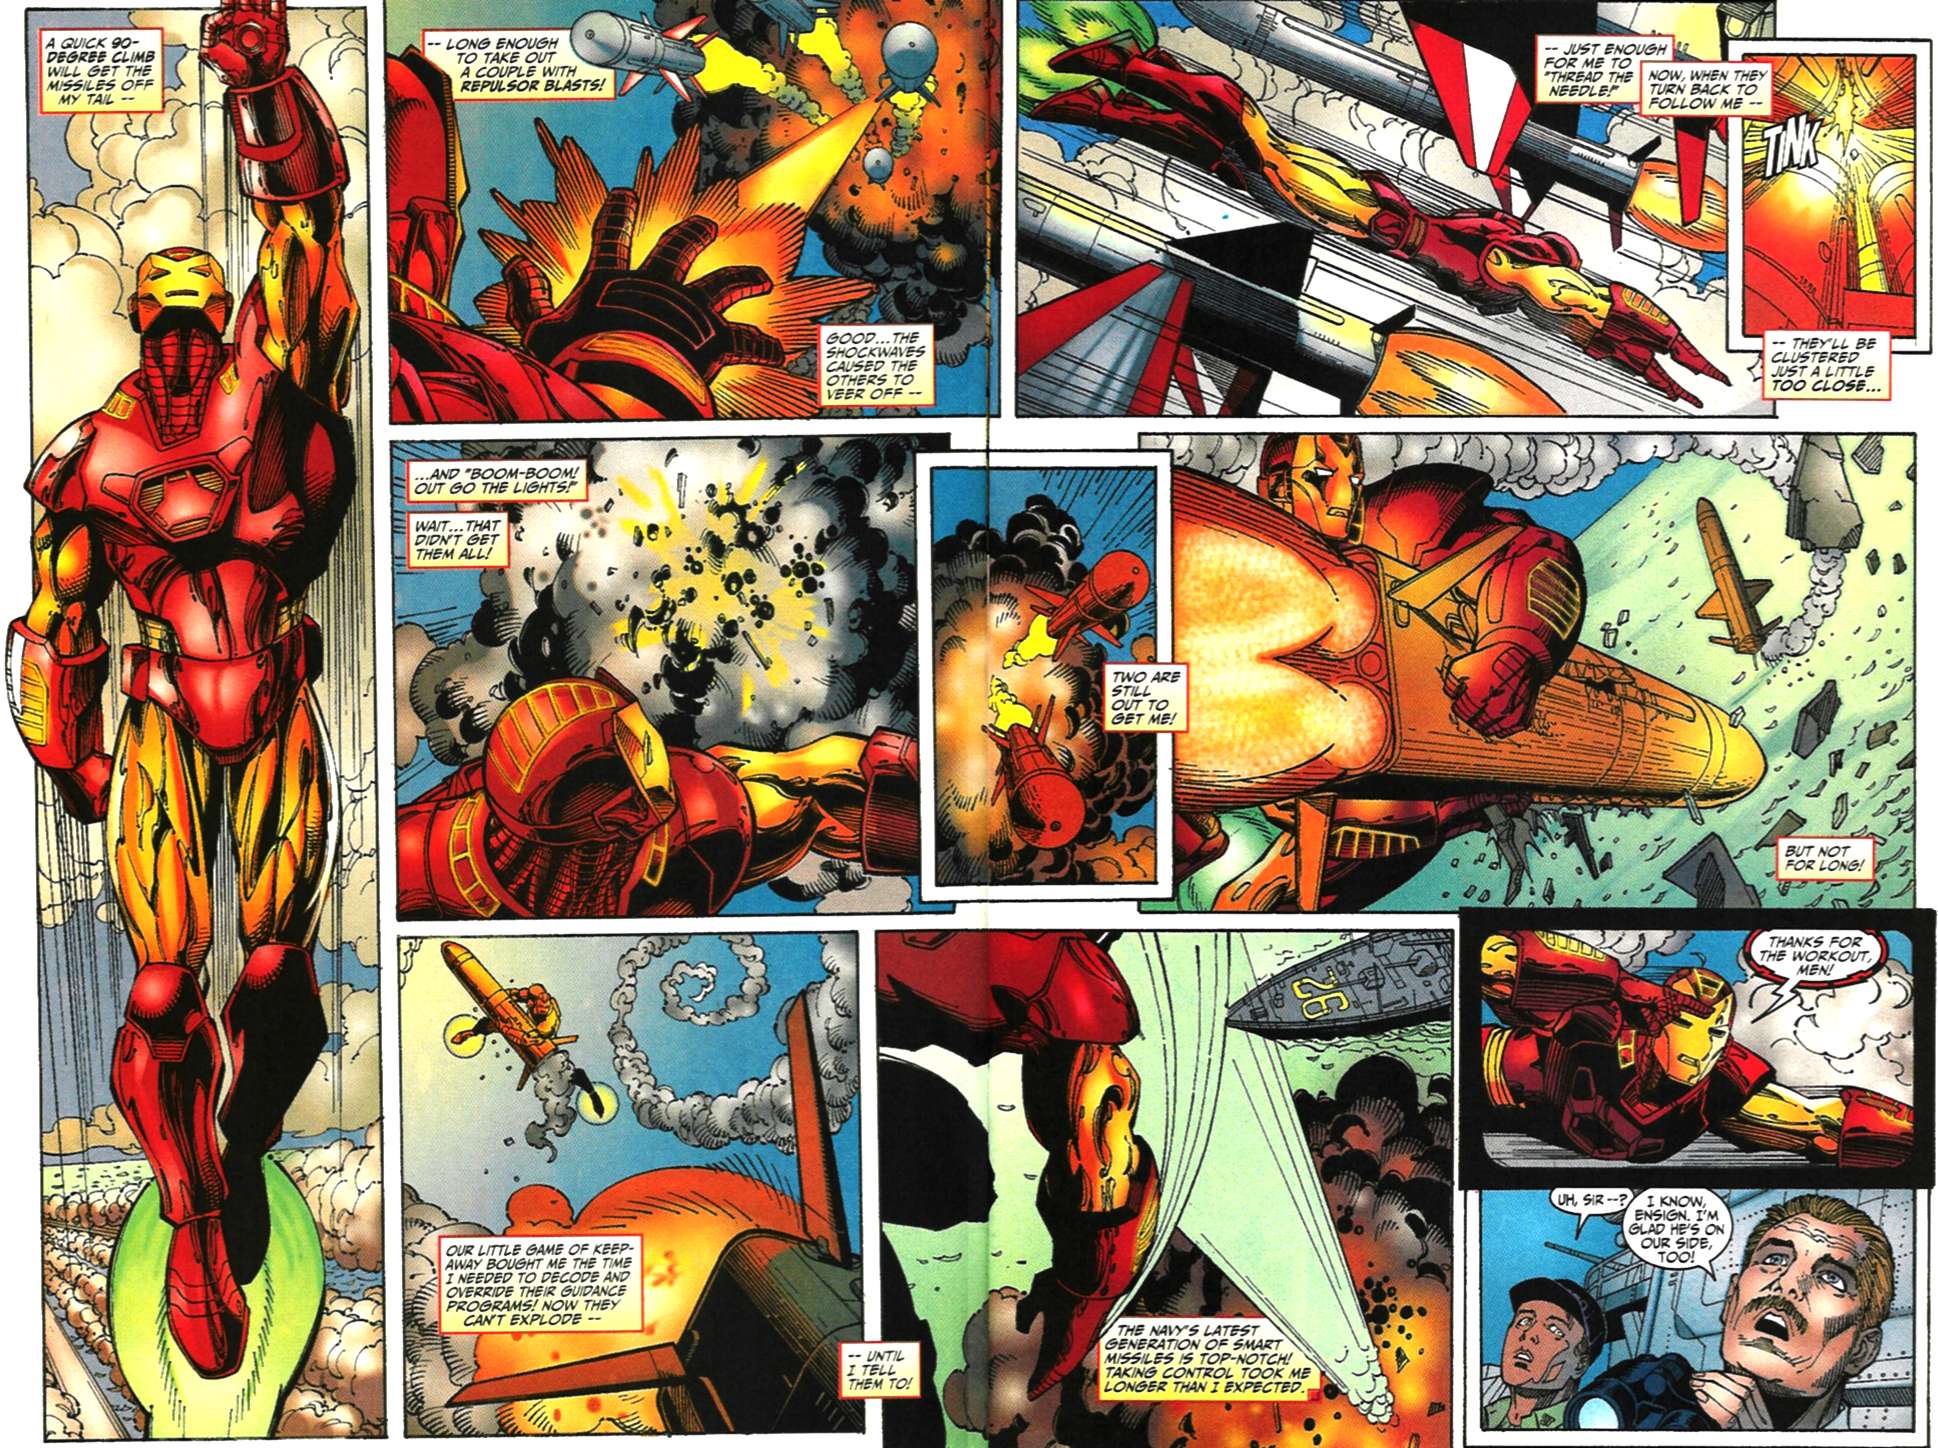 A QUICK 90-
DEGREE CLIMB
WILL GET THE
MISSILES OFF
MY TAIL --
-- LONG ENOUGH
TO TAKE OUT
A COUPLE WITH
REPULSOR BLASTS!
GOOD...THE
SHOCKWAVES
CAUSED THE
OTHERS TO
VEER OFF --
-- JUST ENOUGH
FOR ME TO
"THREAD THE
NEEDLE!"
NOW, WHEN THEY
TURN BACK TO
FOLLOW ME --
TINK
-- THEY'LL BE
CLUSTERED
JUST A LITTLE
TOO CLOSE...
...AND "BOOM-BOOM!
OUT GO THE LIGHTS!"
WAIT...THAT
DIDN'T GET
THEM ALL!
TWO ARE
STILL
OUT TO
GET ME!
BUT NOT
FOR LONG!
OUR LITTLE GAME OF KEEP-
AWAY BOUGHT ME THE TIME
I NEEDED TO DECODE AND
OVERRIDE THEIR GUIDANCE
PROGRAMS! NOW THEY
CAN'T EXPLODE --
-- UNTIL
I TELL
THEM TO!
92
THE NAVY'S LATEST
GENERATION OF SMART
MISSILES IS TOP-NOTCH!
TAKING CONTROL TOOK ME
LONGER THAN I EXPECTED.
THANKS FOR
THE WORKOUT,
MEN!
UH, SIR --?
I KNOW,
ENSIGN. I'M
GLAD HE'S ON
OUR SIDE,
TOO!